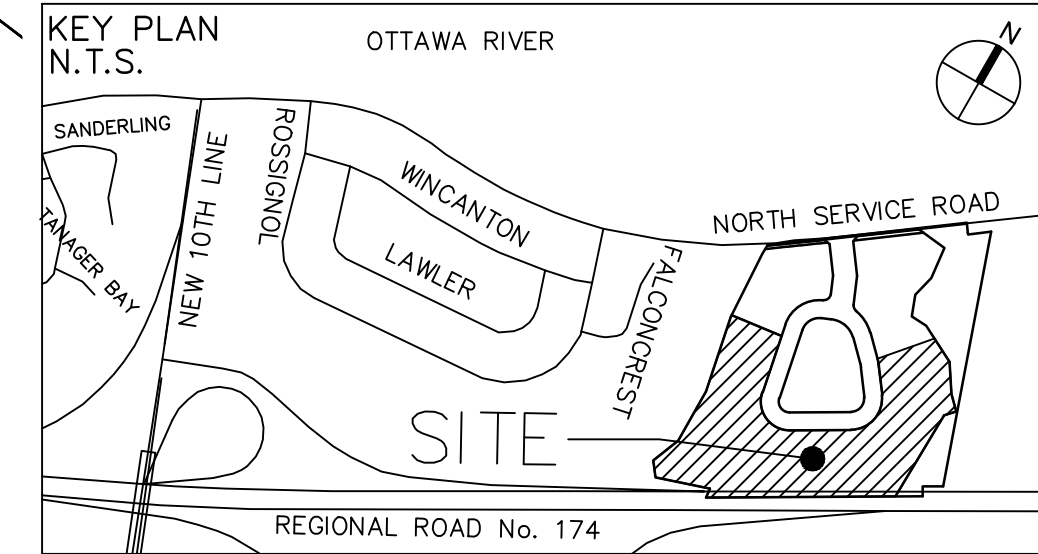 KEY PLAN
N.T.S.
OTTAWA RIVER
N
SANDERLING
TANAGER BAY
NEW 10TH LINE
ROSSIGNOL
WINCANTON
LAWLER
FALCONCREST
NORTH SERVICE ROAD
SITE
REGIONAL ROAD No. 174